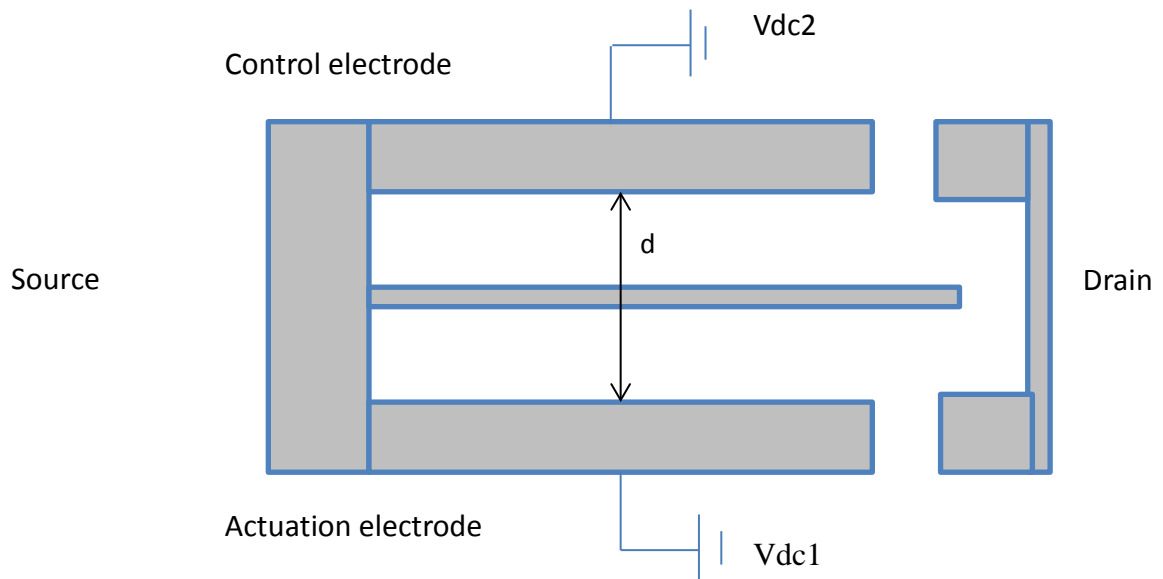 Vdc2
Control electrode
d
Source
Drain
Actuation electrode
Vdc1